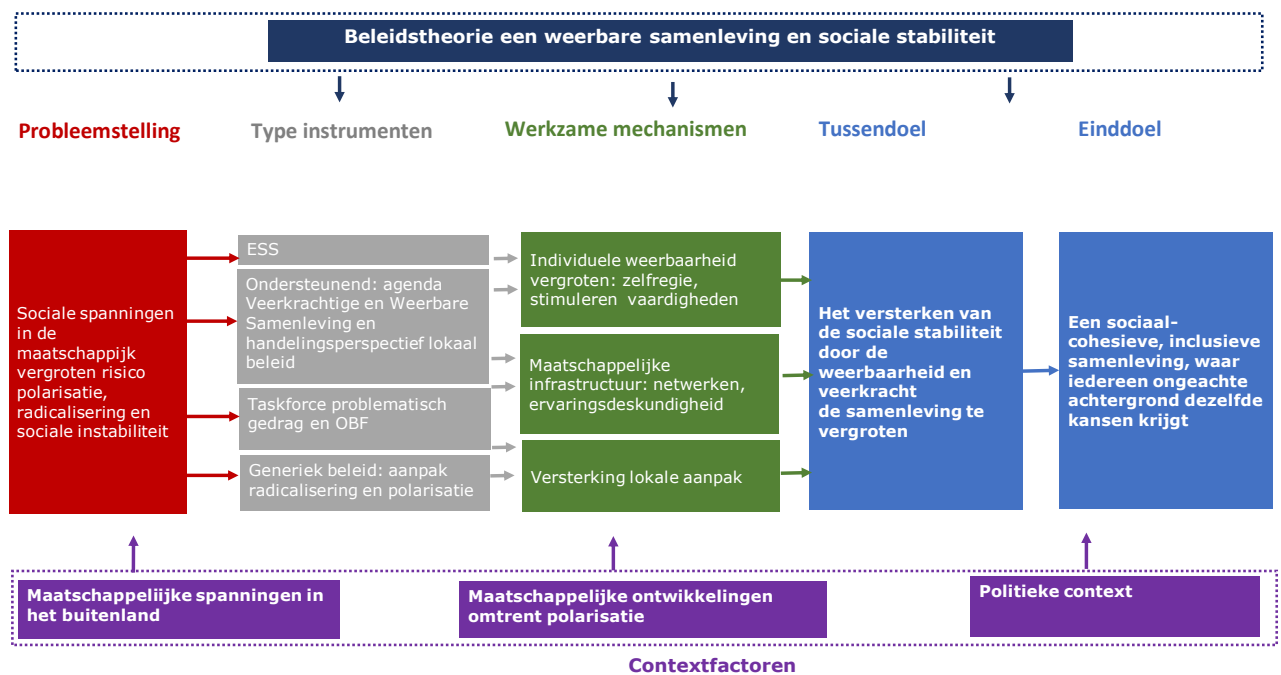 Beleidstheorie een weerbare samenleving en sociale stabiliteit
Probleemstelling
Type instrumenten
Werkzame mechanismen
Tussendoel
Einddoel
Sociale spanningen
in de
maatschappijk
vergroten risico
polarisatie,
radicalisering en
sociale instabiliteit
ESS
Ondersteunend: agenda
Veerkrachtige en Weerbare
Samenleving en
handelingsperspectief lokaal
beleid
Taskforce problematisch
gedrag en OBF
Generiek beleid: aanpak
radicalisering en polarisatie
Individuele weerbaarheid
vergroten: zelfregie,
stimuleren vaardigheden
Maatschappelijke
infrastructuur: netwerken,
ervaringsdeskundigheid
Versterking lokale aanpak
Het versterken van
de sociale stabiliteit
door de
weerbaarheid en
veerkracht
de samenleving te
vergroten
Een sociaal-
cohesieve, inclusieve
samenleving, waar
iedereen ongeachte
achtergrond dezelfde
kansen krijgt
Maatschappeliijke spanningen in
het buitenland
Maatschappelijke ontwikkelingen
omtrent polarisatie
Politieke context
Contextfactoren